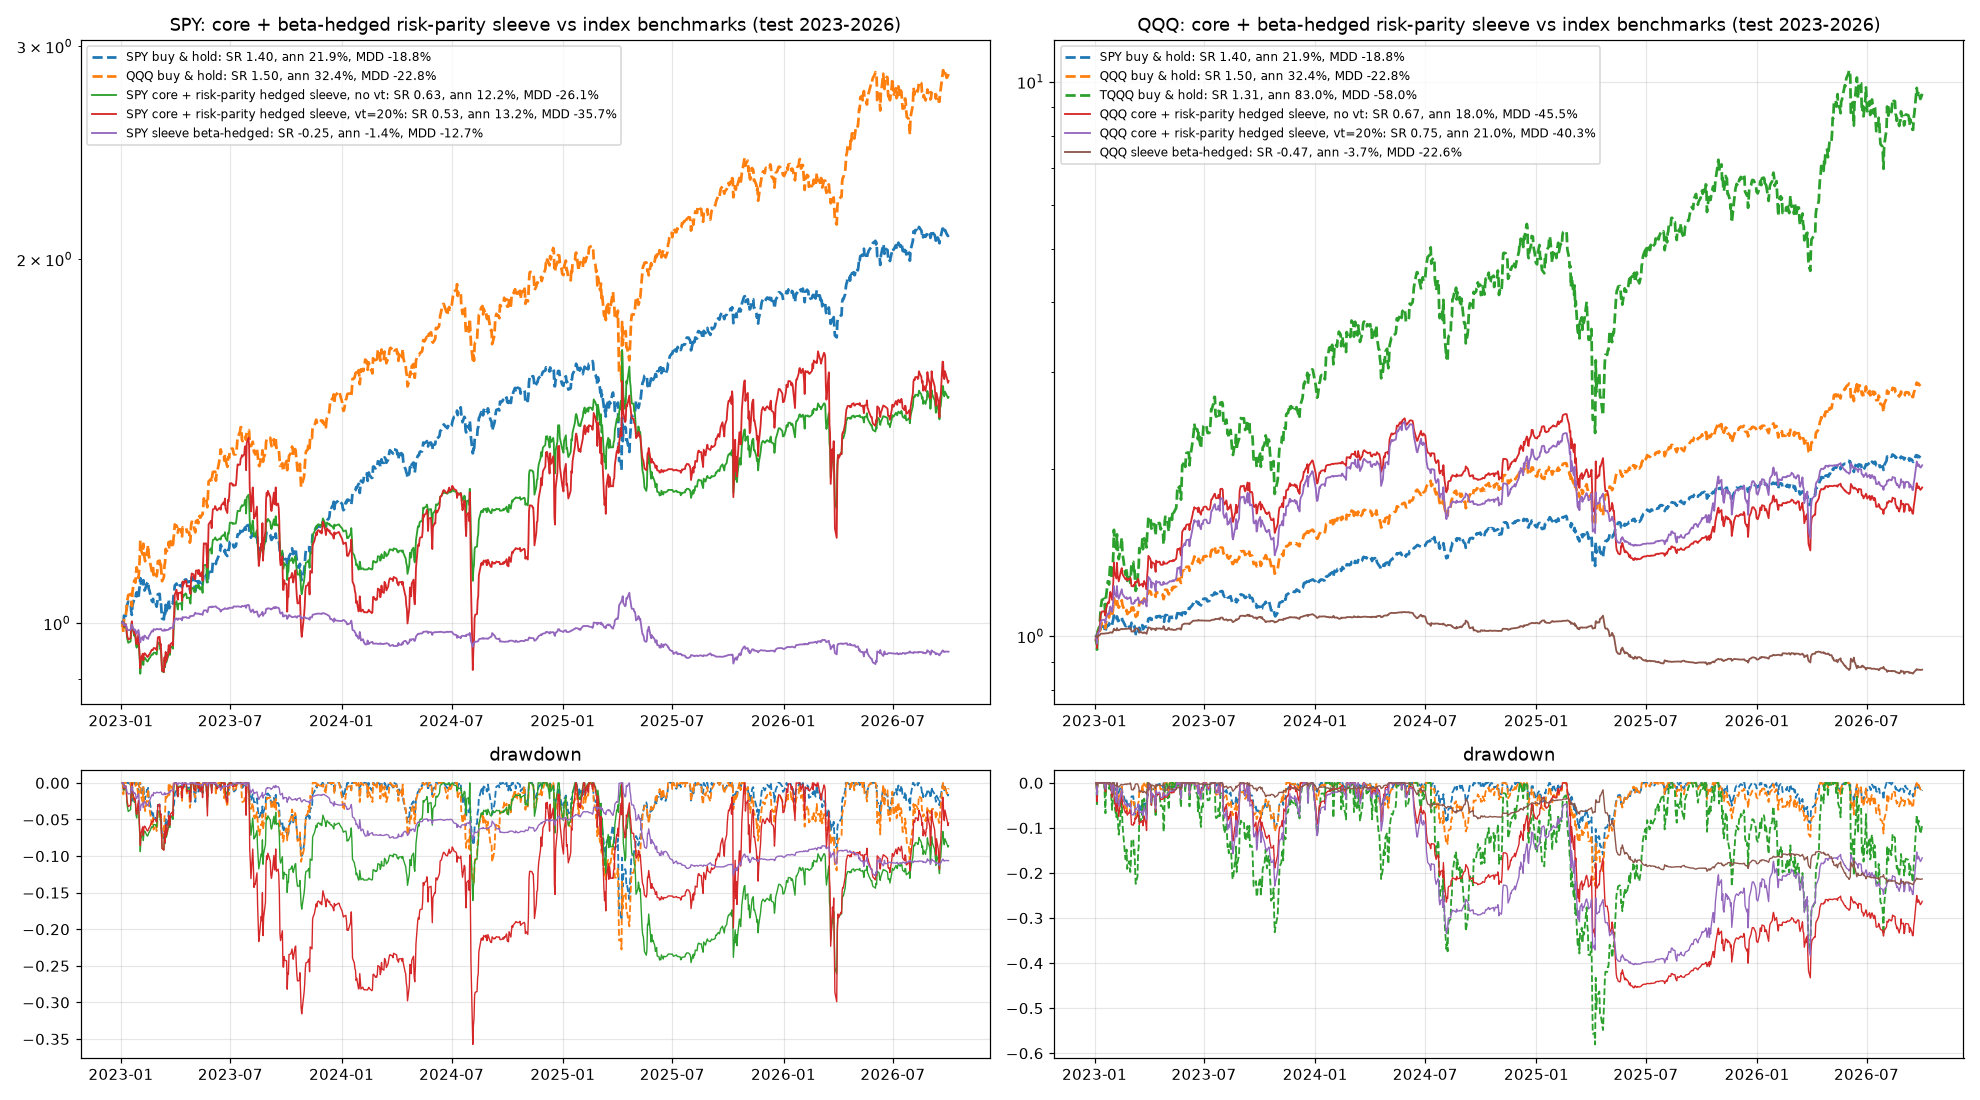 SPY: core + beta-hedged risk-parity sleeve vs index benchmarks (test 2023-2026)
3 × 10⁰
2 × 10⁰
10⁰
SPY buy & hold: SR 1.40, ann 21.9%, MDD -18.8%
QQQ buy & hold: SR 1.50, ann 32.4%, MDD -22.8%
SPY core + risk-parity hedged sleeve, no vt: SR 0.63, ann 12.2%, MDD -26.1%
SPY core + risk-parity hedged sleeve, vt=20%: SR 0.53, ann 13.2%, MDD -35.7%
SPY sleeve beta-hedged: SR -0.25, ann -1.4%, MDD -12.7%
2023-01 2023-07 2024-01 2024-07 2025-01 2025-07 2026-01 2026-07
QQQ: core + beta-hedged risk-parity sleeve vs index benchmarks (test 2023-2026)
10¹
10⁰
SPY buy & hold: SR 1.40, ann 21.9%, MDD -18.8%
QQQ buy & hold: SR 1.50, ann 32.4%, MDD -22.8%
TQQQ buy & hold: SR 1.31, ann 83.0%, MDD -58.0%
QQQ core + risk-parity hedged sleeve, no vt: SR 0.67, ann 18.0%, MDD -45.5%
QQQ core + risk-parity hedged sleeve, vt=20%: SR 0.75, ann 21.0%, MDD -40.3%
QQQ sleeve beta-hedged: SR -0.47, ann -3.7%, MDD -22.6%
2023-01 2023-07 2024-01 2024-07 2025-01 2025-07 2026-01 2026-07
drawdown
0.00
−0.05
−0.10
−0.15
−0.20
−0.25
−0.30
−0.35
2023-01 2023-07 2024-01 2024-07 2025-01 2025-07 2026-01 2026-07
drawdown
0.0
−0.1
−0.2
−0.3
−0.4
−0.5
−0.6
2023-01 2023-07 2024-01 2024-07 2025-01 2025-07 2026-01 2026-07